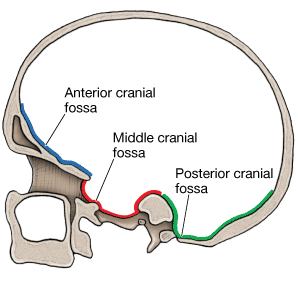 Anterior cranial
fossa
Middle cranial
fossa
Posterior cranial
fossa